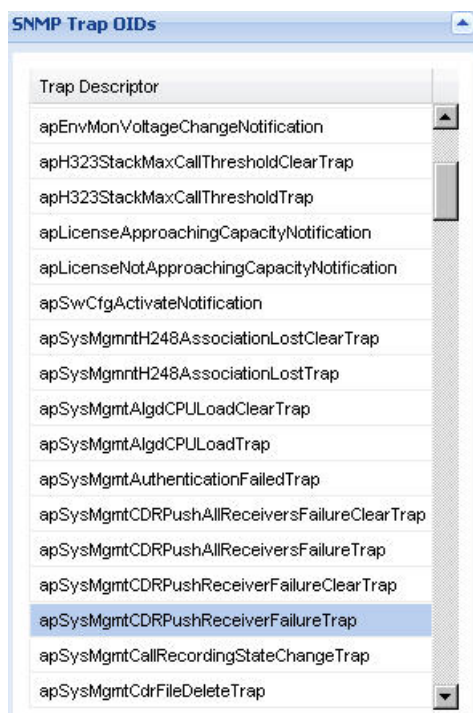 SNMP Trap OIDs
Trap Descriptor
apEnvMonVoltageChangeNotification
apH323StackMaxCallThresholdClearTrap
apH323StackMaxCallThresholdTrap
apLicenseApproachingCapacityNotification
apLicenseNotApproachingCapacityNotification
apSwCfgActivateNotification
apSysMgmntH248AssociationLostClearTrap
apSysMgmntH248AssociationLostTrap
apSysMgmtAlgdCPULoadClearTrap
apSysMgmtAlgdCPULoadTrap
apSysMgmtAuthenticationFailedTrap
apSysMgmtCDRPushAllReceiversFailureClearTrap
apSysMgmtCDRPushAllReceiversFailureTrap
apSysMgmtCDRPushReceiverFailureClearTrap
apSysMgmtCDRPushReceiverFailureTrap
apSysMgmtCallRecordingStateChangeTrap
apSysMgmtCdrFileDeleteTrap